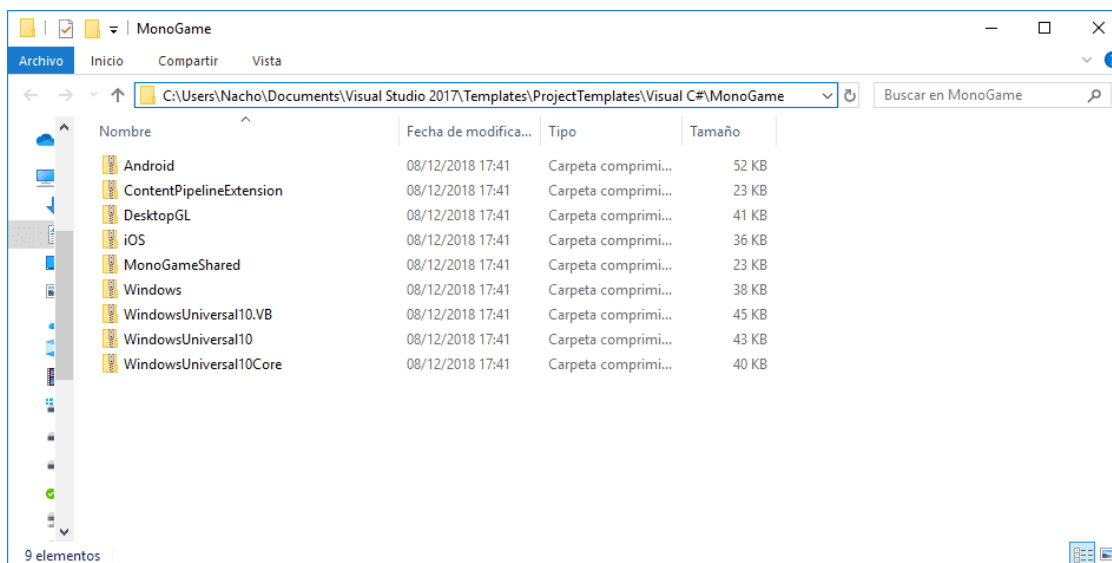 MonoGame
Archivo Inicio Compartir Vista
C:\Users\Nacho\Documents\Visual Studio 2017\Templates\ProjectTemplates\Visual C#\MonoGame Buscar en MonoGame
Nombre Fecha de modifica... Tipo Tamaño
Android 08/12/2018 17:41 Carpeta comprimi... 52 KB
ContentPipelineExtension 08/12/2018 17:41 Carpeta comprimi... 23 KB
DesktopGL 08/12/2018 17:41 Carpeta comprimi... 41 KB
iOS 08/12/2018 17:41 Carpeta comprimi... 36 KB
MonoGameShared 08/12/2018 17:41 Carpeta comprimi... 23 KB
Windows 08/12/2018 17:41 Carpeta comprimi... 38 KB
WindowsUniversal10.VB 08/12/2018 17:41 Carpeta comprimi... 45 KB
WindowsUniversal10 08/12/2018 17:41 Carpeta comprimi... 43 KB
WindowsUniversal10Core 08/12/2018 17:41 Carpeta comprimi... 40 KB
9 elementos